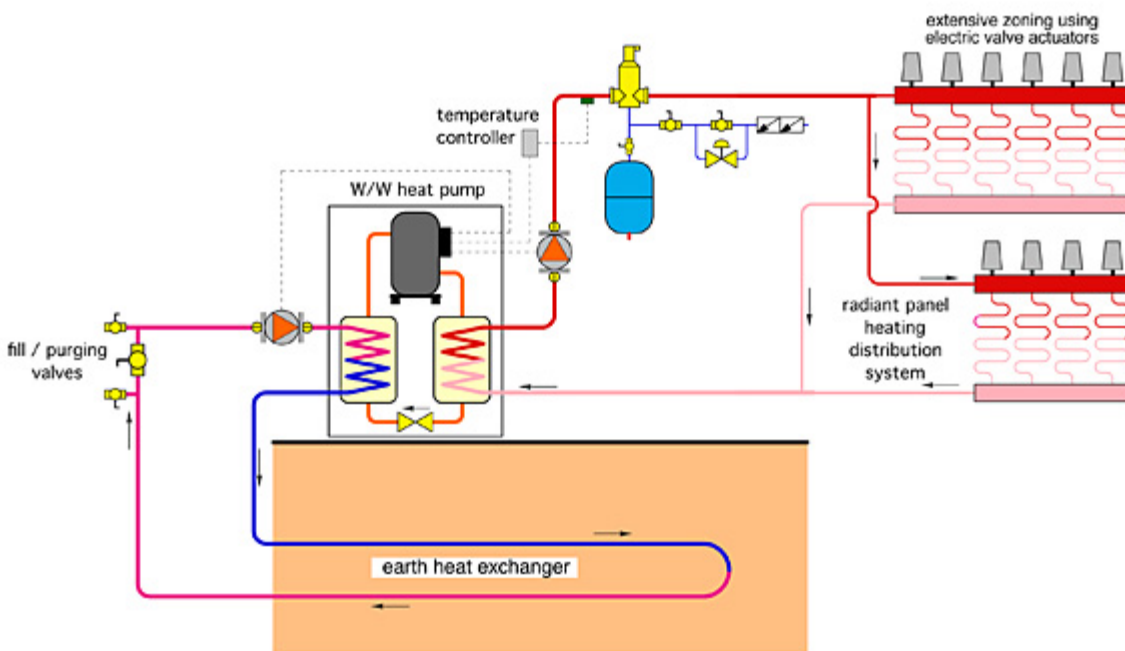 extensive zoning using
electric valve actuators
temperature
controller
W/W heat pump
fill / purging
valves
radiant panel
heating
distribution
system
earth heat exchanger